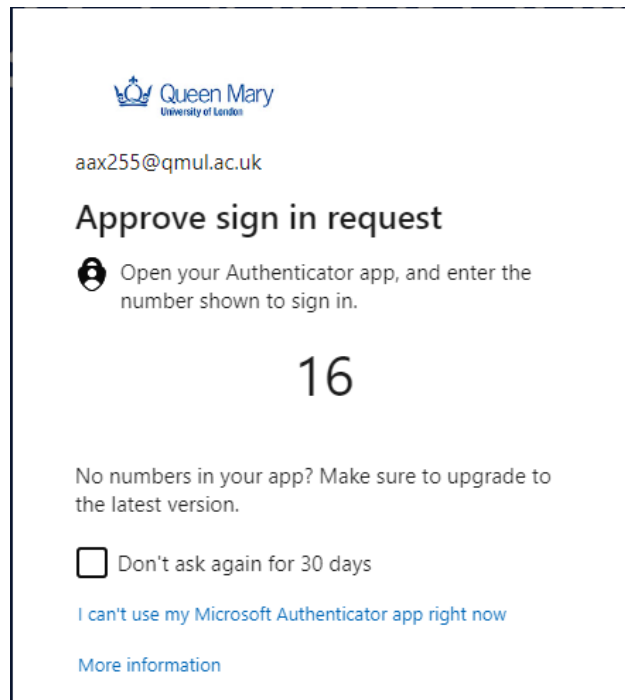 Queen Mary
University of London
aax255@qmul.ac.uk
Approve sign in request
Open your Authenticator app, and enter the
number shown to sign in.
16
No numbers in your app? Make sure to upgrade to
the latest version.
Don't ask again for 30 days
I can't use my Microsoft Authenticator app right now
More information